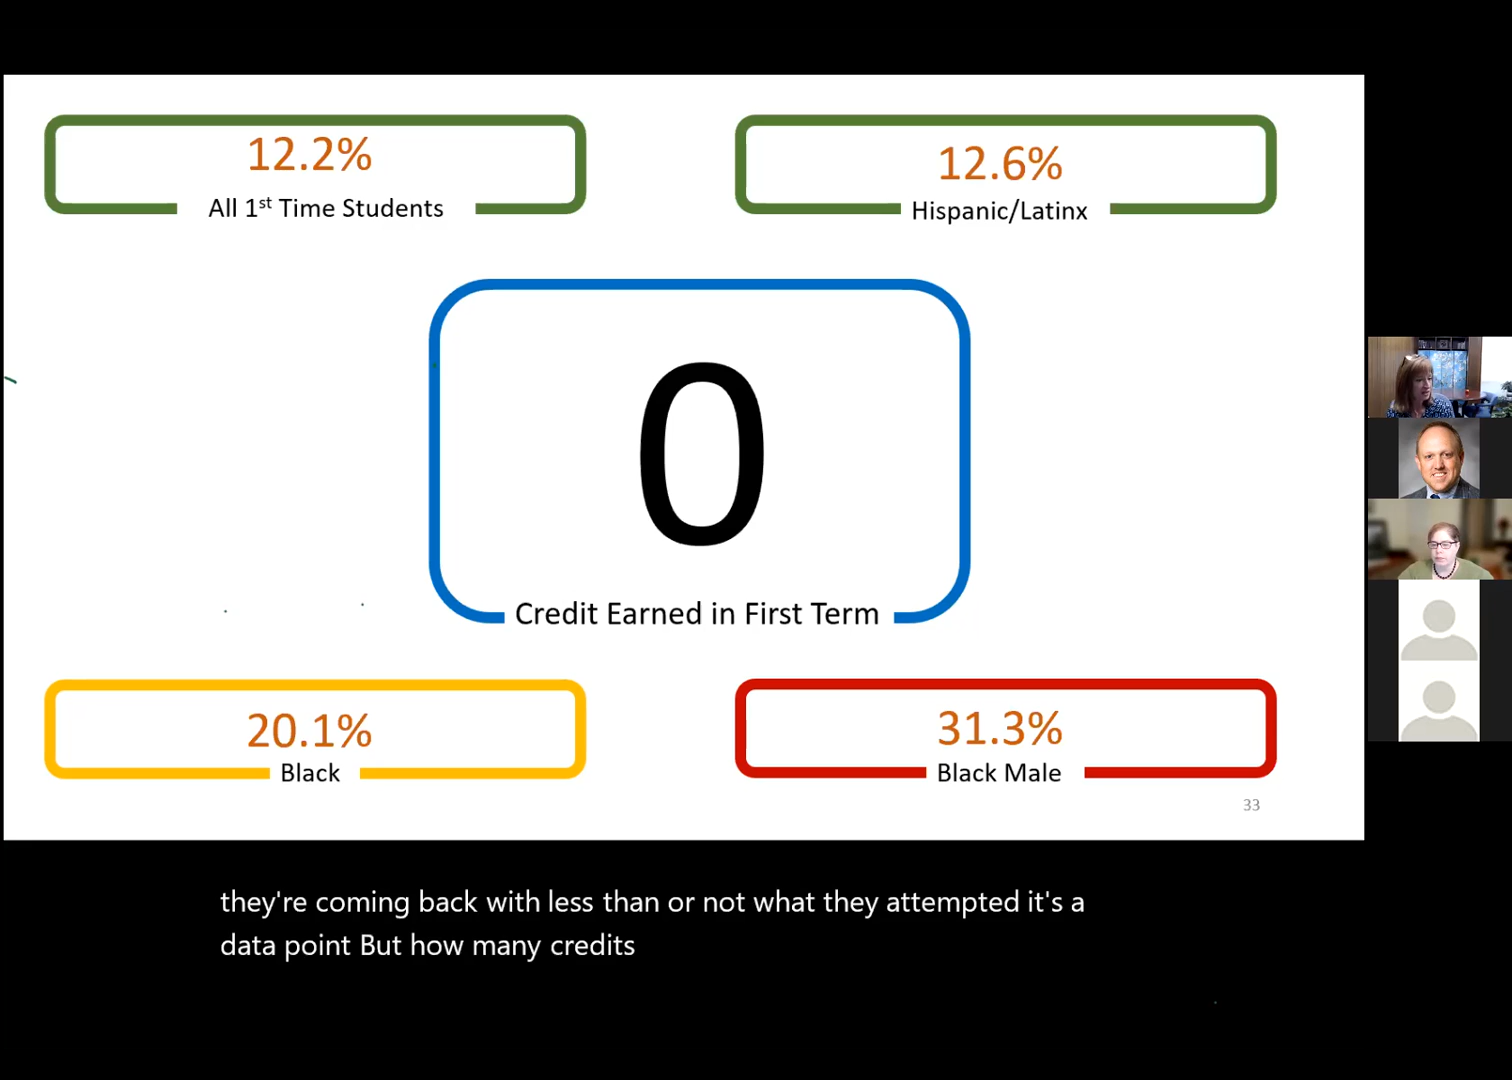 12.2%
All 1st Time Students
12.6%
Hispanic/Latinx
0
Credit Earned in First Term
20.1%
Black
31.3%
Black Male
33
they're coming back with less than or not what they attempted it's a
data point But how many credits